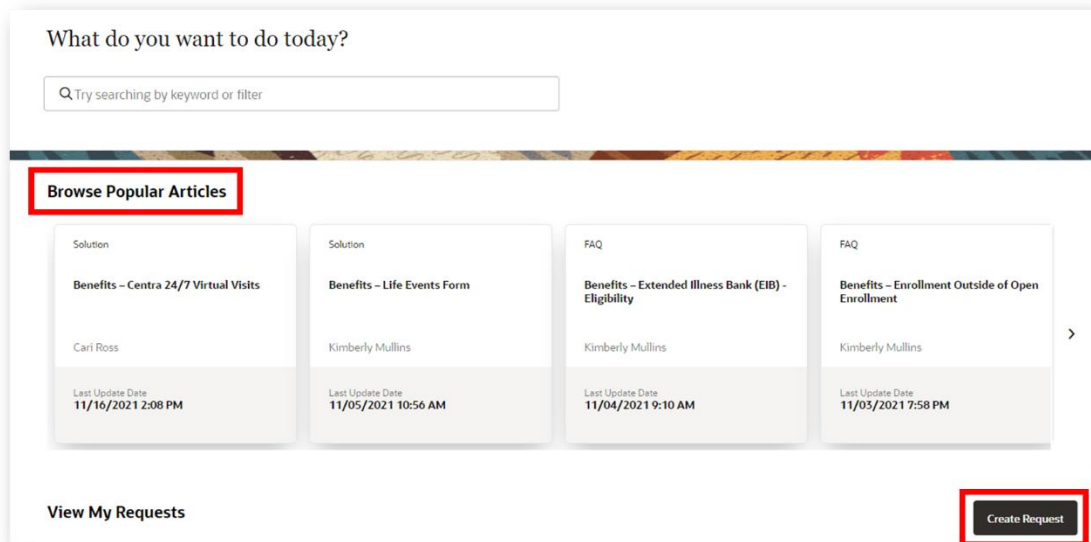 What do you want to do today?
Try searching by keyword or filter
Browse Popular Articles
Solution
Benefits – Centra 24/7 Virtual Visits
Cari Ross
Last Update Date
11/16/2021 2:08 PM
Solution
Benefits – Life Events Form
Kimberly Mullins
Last Update Date
11/05/2021 10:56 AM
FAQ
Benefits – Extended Illness Bank (EIB) -
Eligibility
Kimberly Mullins
Last Update Date
11/04/2021 9:10 AM
FAQ
Benefits – Enrollment Outside of Open
Enrollment
Kimberly Mullins
Last Update Date
11/03/2021 7:58 PM
View My Requests
Create Request